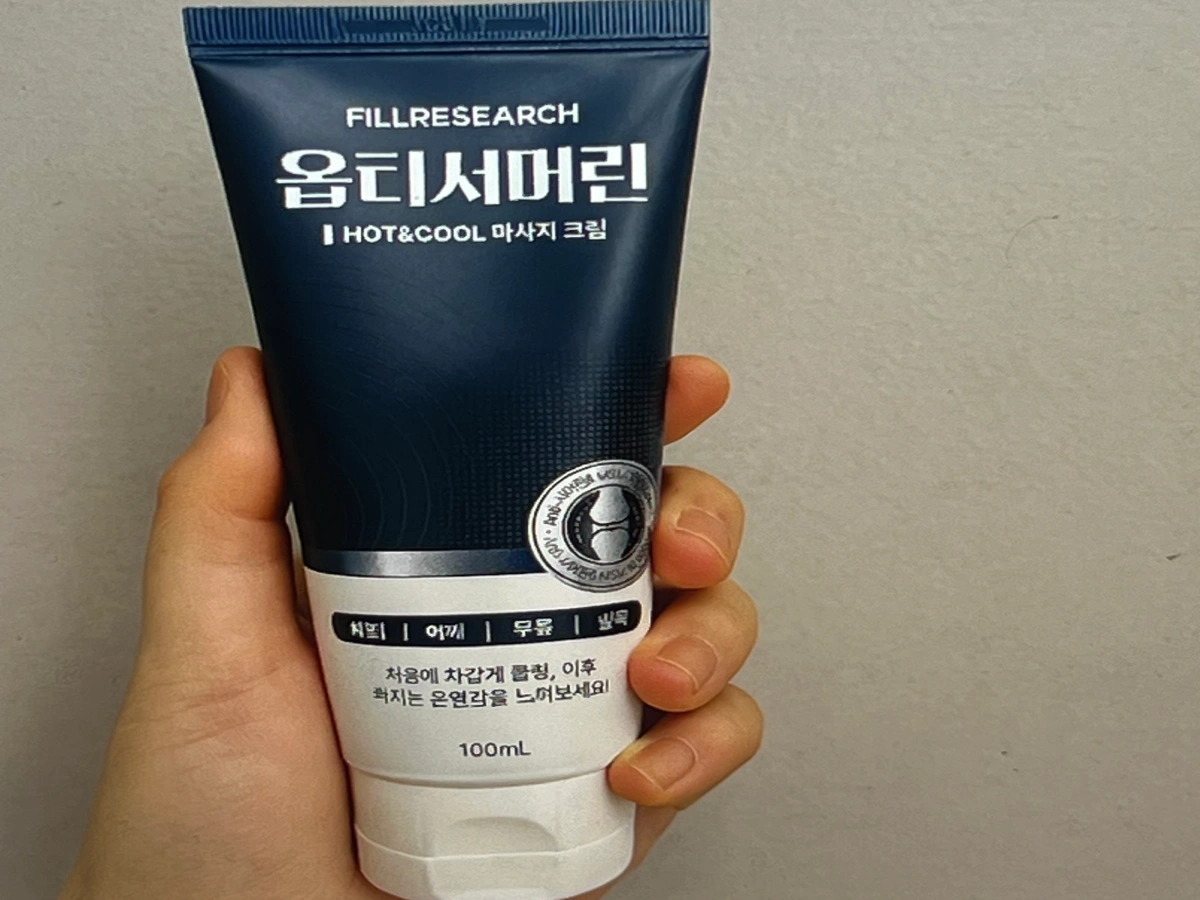 FILLRESEARCH
옵티서머린
HOT&COOL 마사지 크림
어깨 | 무릎 | 발목
처음에 차갑게 쿨링, 이후
퍼지는 온열감을 느껴보세요!
100mL